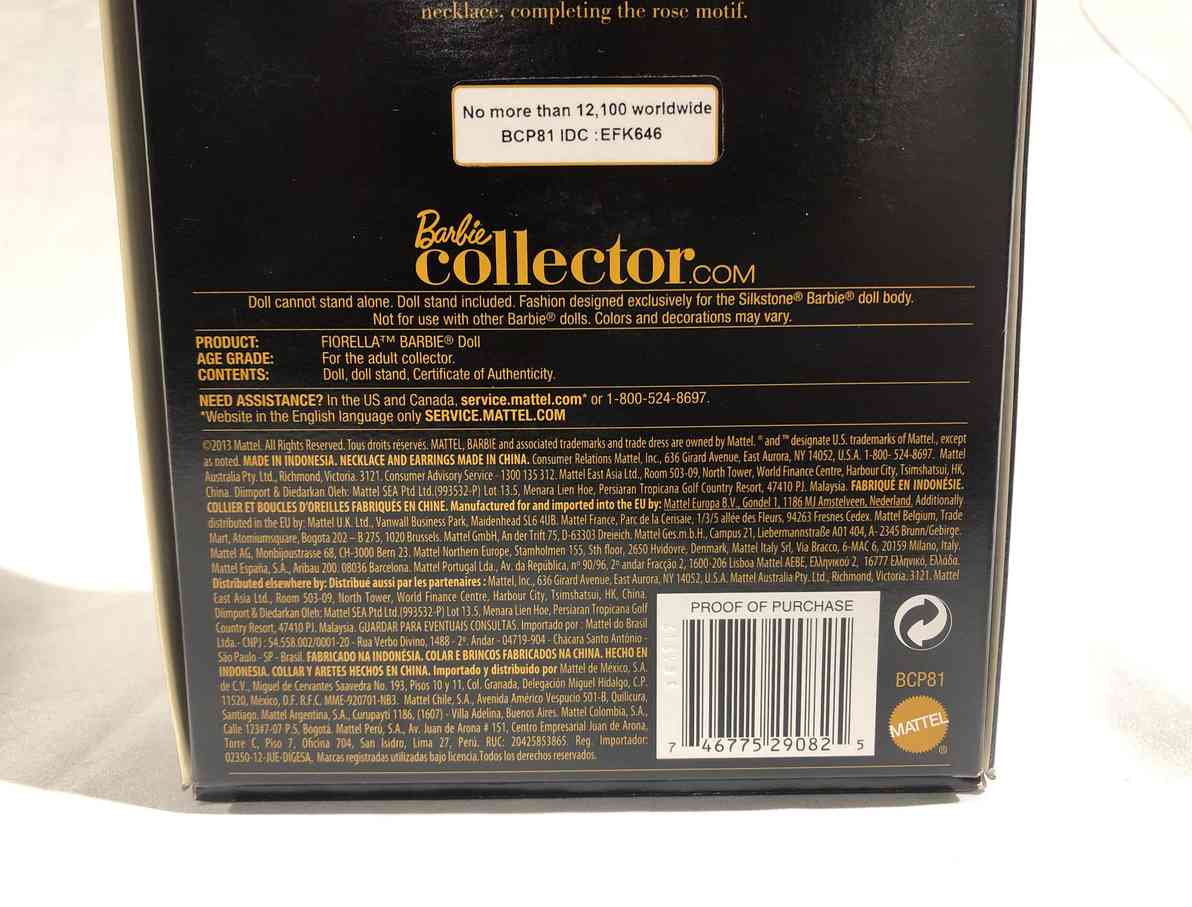 necklace, completing the rose motif.
No more than 12,100 worldwide
BCP81 IDC :EFK646
Barbie
collector.COM
Doll cannot stand alone. Doll stand included. Fashion designed exclusively for the Silkstone® Barbie® doll body.
Not for use with other Barbie® dolls. Colors and decorations may vary.
PRODUCT: FIORELLA™ BARBIE® Doll
AGE GRADE: For the adult collector.
CONTENTS: Doll, doll stand, Certificate of Authenticity.
NEED ASSISTANCE? In the US and Canada, service.mattel.com* or 1-800-524-8697.
*Website in the English language only SERVICE.MATTEL.COM
©2013 Mattel. All Rights Reserved. Tous droits réservés. MATTEL, BARBIE and associated trademarks and trade dress are owned by Mattel. ® and ™ designate U.S. trademarks of Mattel., except
as noted. MADE IN INDONESIA. NECKLACE AND EARRINGS MADE IN CHINA. Consumer Relations Mattel, Inc., 636 Girard Avenue, East Aurora, NY 14052, U.S.A. 1-800- 524-8697. Mattel
Australia Pty. Ltd., Richmond, Victoria. 3121. Consumer Advisory Service - 1300 135 312. Mattel East Asia Ltd., Room 503-09, North Tower, World Finance Centre, Harbour City, Tsimshatsui, HK,
China. Diimport & Diedarkan Oleh: Mattel SEA Ptd Ltd.(993532-P) Lot 13.5, Menara Lien Hoe, Persiaran Tropicana Golf Country Resort, 47410 PJ. Malaysia. FABRIQUÉ EN INDONÉSIE.
COLLIER ET BOUCLES D'OREILLES FABRIQUÉS EN CHINE. Manufactured for and imported into the EU by: Mattel Europa B.V., Gondel 1, 1186 MJ Amstelveen, Nederland. Additionally
distributed in the EU by: Mattel U.K. Ltd., Vanwall Business Park, Maidenhead SL6 4UB. Mattel France, Parc de la Cerisaie, 1/3/5 allée des Fleurs, 94263 Fresnes Cedex. Mattel Belgium, Trade
Mart, Atomiumsquare, Bogota 202 – B 275, 1020 Brussels. Mattel GmbH, An der Trift 75, D-63303 Dreieich. Mattel Ges.m.b.H., Campus 21, Liebermannstraße A01 404, A- 2345 Brunn/Gebirge.
Mattel AG, Monbijoustrasse 68, CH-3000 Bern 23. Mattel Northern Europe, Stamholmen 155, 5th floor, 2650 Hvidovre, Denmark, Mattel Italy Srl, Via Bracco, 6-MAC 6, 20159 Milano, Italy.
Mattel España, S.A., Aribau 200. 08036 Barcelona. Mattel Portugal Lda., Av. da República, nº 90/96, 2º andar Fracção 2, 1600-206 Lisboa Mattel AEBE, Ελληνικού 2, 16777 Ελληνικό, Ελλάδα.
Distributed elsewhere by: Distribué aussi par les partenaires : Mattel, Inc., 636 Girard Avenue, East Aurora, NY 14052, U.S.A. Mattel Australia Pty. Ltd., Richmond, Victoria. 3121. Mattel
East Asia Ltd., Room 503-09, North Tower, World Finance Centre, Harbour City, Tsimshatsui, HK, China.
Diimport & Diedarkan Oleh: Mattel SEA Ptd Ltd.(993532-P) Lot 13.5, Menara Lien Hoe, Persiaran Tropicana Golf
Country Resort, 47410 PJ. Malaysia. GUARDAR PARA EVENTUAIS CONSULTAS. Importado por : Mattel do Brasil
Ltda.- CNPJ : 54.558.002/0001-20 - Rua Verbo Divino, 1488 - 2º. Andar - 04719-904 - Chácara Santo Antônio -
São Paulo - SP - Brasil. FABRICADO NA INDONÉSIA. COLAR E BRINCOS FABRICADOS NA CHINA. HECHO EN
INDONESIA. COLLAR Y ARETES HECHOS EN CHINA. Importado y distribuido por Mattel de México, S.A.
de C.V., Miguel de Cervantes Saavedra No. 193, Pisos 10 y 11, Col. Granada, Delegación Miguel Hidalgo, C.P.
11520, México, D.F. R.F.C. MME-920701-NB3. Mattel Chile, S.A., Avenida Américo Vespucio 501-B, Quilicura,
Santiago. Mattel Argentina, S.A., Curupayti 1186, (1607) - Villa Adelina, Buenos Aires. Mattel Colombia, S.A.,
Calle 123#7-07 P.5, Bogotá. Mattel Perú, S.A., Av. Juan de Arona # 151, Centro Empresarial Juan de Arona,
Torre C, Piso 7, Oficina 704, San Isidro, Lima 27, Perú. RUC: 20425853865. Reg. Importador:
02350-12-JUE-DIGESA. Marcas registradas utilizadas bajo licencia.Todos los derechos reservados.
PROOF OF PURCHASE
7 46775 29082 5
BCP81
MATTEL
®